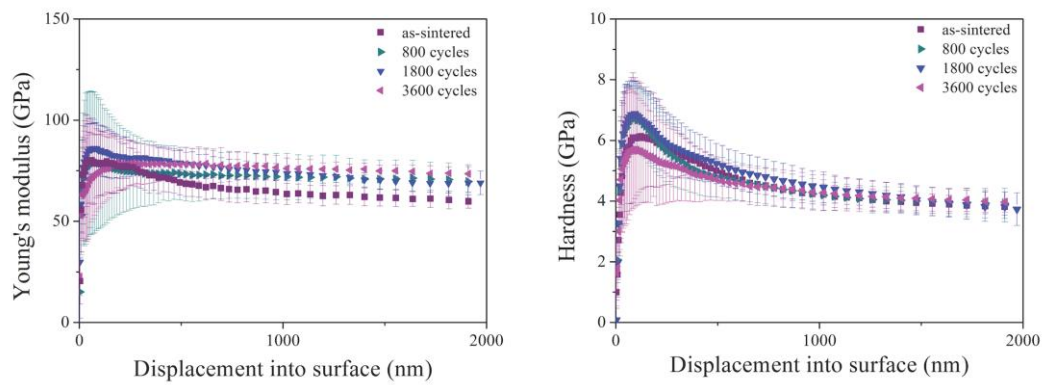 150
100
50
0
Young's modulus (GPa)
as-sintered
800 cycles
1800 cycles
3600 cycles
0 1000 2000
Displacement into surface (nm)
10
8
6
4
2
0
Hardness (GPa)
as-sintered
800 cycles
1800 cycles
3600 cycles
0 1000 2000
Displacement into surface (nm)